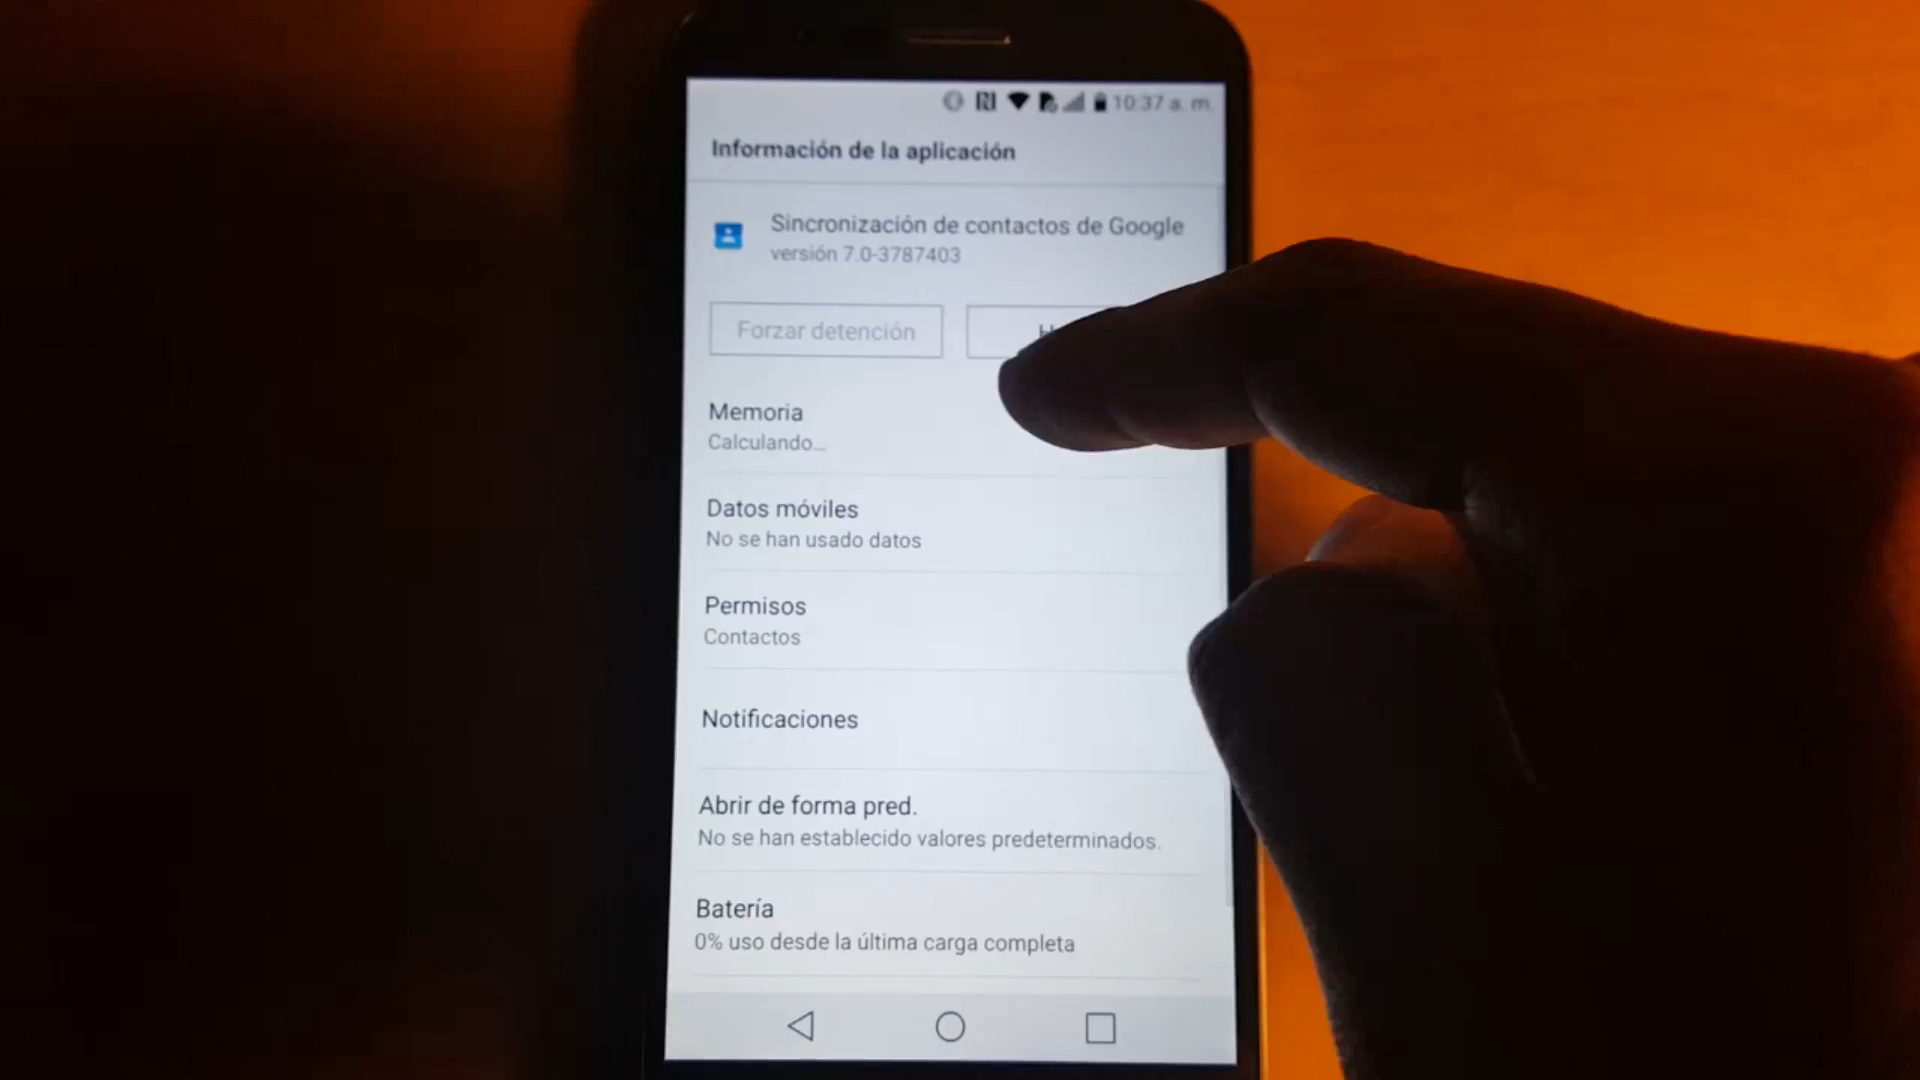 10:37 a. m.
Información de la aplicación
Sincronización de contactos de Google
versión 7.0-3787403
Forzar detención
Memoria
Calculando...
Datos móviles
No se han usado datos
Permisos
Contactos
Notificaciones
Abrir de forma pred.
No se han establecido valores predeterminados.
Batería
0% uso desde la última carga completa